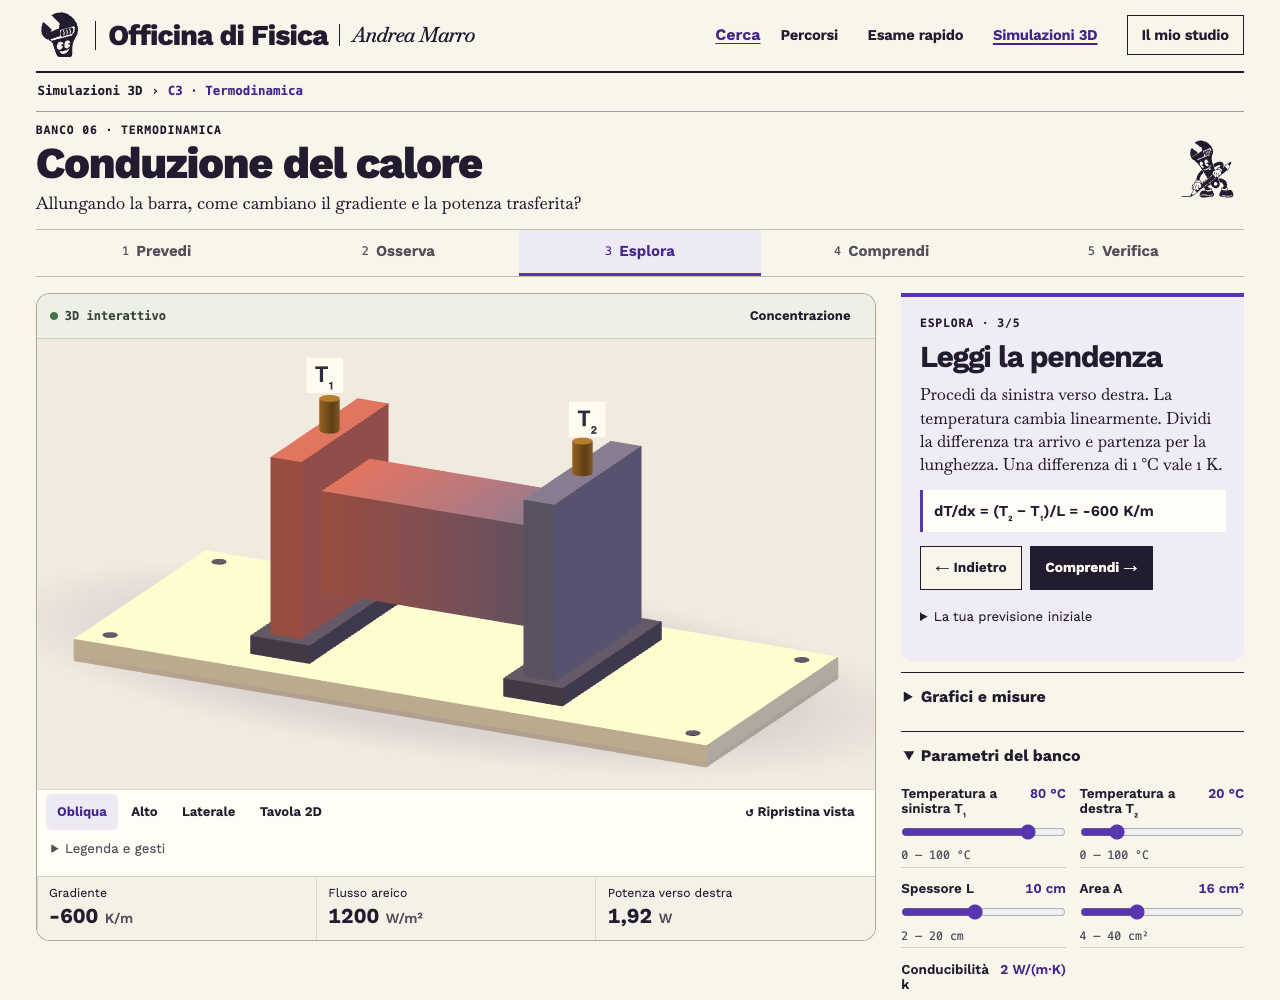 Officina di Fisica
Andrea Marro
Cerca Percorsi Esame rapido Simulazioni 3D Il mio studio
Simulazioni 3D › C3 · Termodinamica
BANCO 06 · TERMODINAMICA
Conduzione del calore
Allungando la barra, come cambiano il gradiente e la potenza trasferita?
1 Prevedi 2 Osserva 3 Esplora 4 Comprendi 5 Verifica
3D interattivo
Concentrazione
T₁
T₂
Obliqua Alto Laterale Tavola 2D ↺ Ripristina vista
▶ Legenda e gesti
Gradiente
-600 K/m
Flusso areico
1200 W/m²
Potenza verso destra
1,92 W
ESPLORA · 3/5
Leggi la pendenza
Procedi da sinistra verso destra. La
temperatura cambia linearmente. Dividi
la differenza tra arrivo e partenza per la
lunghezza. Una differenza di 1 °C vale 1 K.
dT/dx = (T₂ − T₁)/L = -600 K/m
← Indietro
Comprendi →
▶ La tua previsione iniziale
▶ Grafici e misure
▼ Parametri del banco
Temperatura a
sinistra T₁
80 °C
0 — 100 °C
Temperatura a
destra T₂
20 °C
0 — 100 °C
Spessore L
10 cm
2 — 20 cm
Area A
16 cm²
4 — 40 cm²
Conducibilità
k
2 W/(m·K)